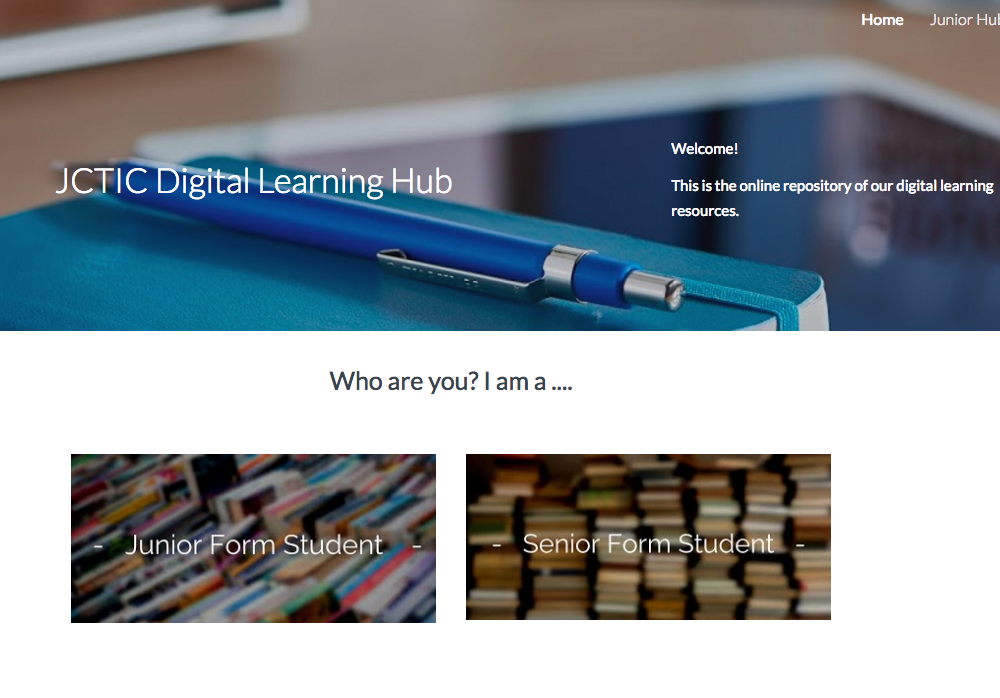 Home Junior Hub
JCTIC Digital Learning Hub
Welcome!
This is the online repository of our digital learning
resources.
Who are you? I am a ....
- Junior Form Student -
- Senior Form Student -